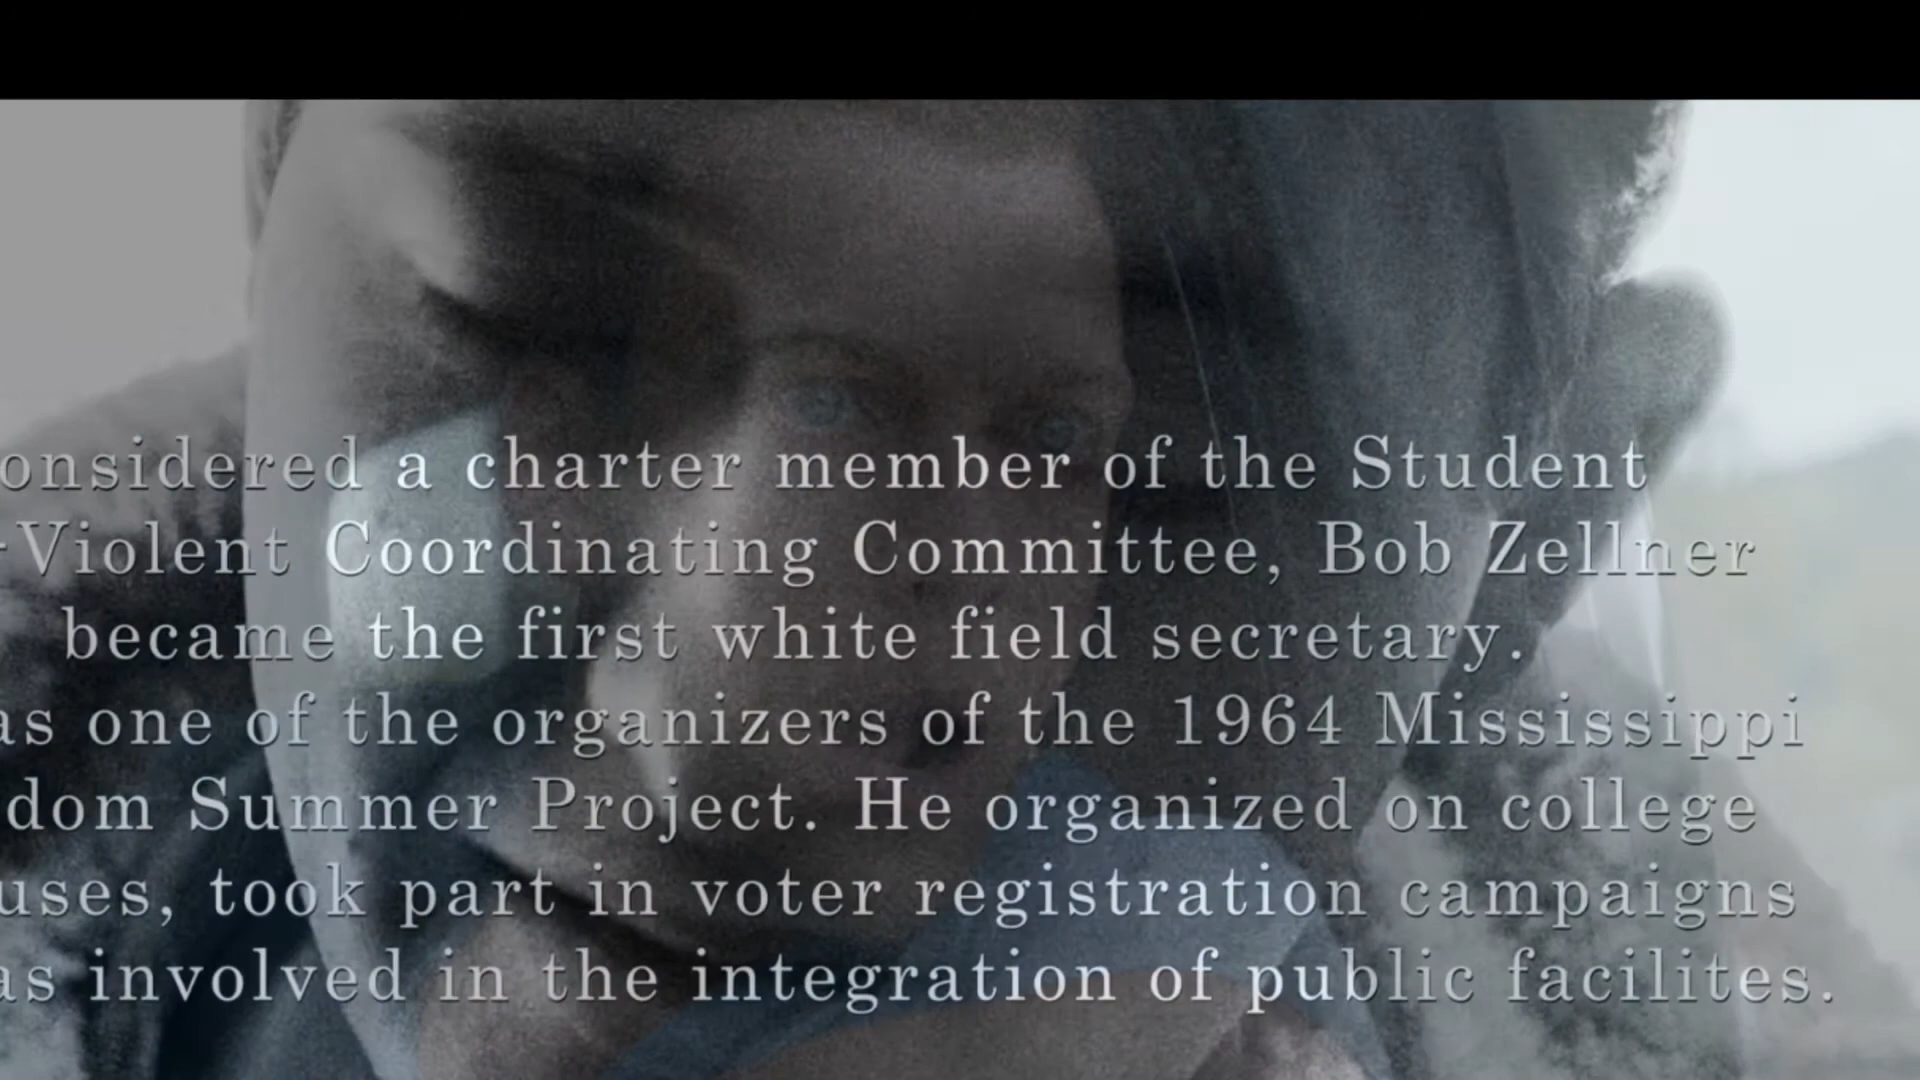 onsidered a charter member of the Student
-Violent Coordinating Committee, Bob Zellner
became the first white field secretary.
as one of the organizers of the 1964 Mississippi
dom Summer Project. He organized on college
uses, took part in voter registration campaigns
as involved in the integration of public facilites.